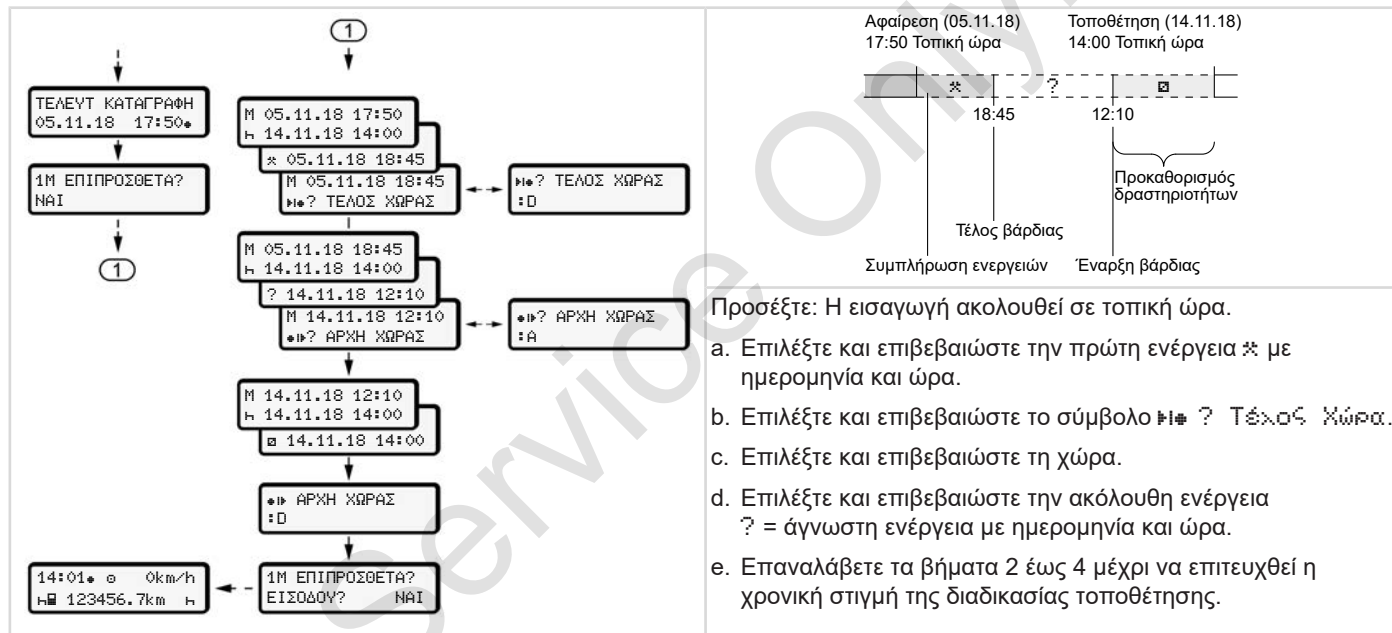 1
ΤΕΛΕΥΤ ΚΑΤΑΓΡΑΦΗ
05.11.18 17:50
1M ΕΠΙΠΡΟΣΘΕΤΑ?
ΝΑΙ
1
M 05.11.18 17:50
14.11.18 14:00
05.11.18 18:45
M 05.11.18 18:45
? ΤΕΛΟΣ ΧΩΡΑΣ
? ΤΕΛΟΣ ΧΩΡΑΣ
:D
M 05.11.18 18:45
14.11.18 14:00
? 14.11.18 12:10
M 14.11.18 12:10
? ΑΡΧΗ ΧΩΡΑΣ
? ΑΡΧΗ ΧΩΡΑΣ
:A
M 14.11.18 12:10
14.11.18 14:00
14.11.18 14:00
ΑΡΧΗ ΧΩΡΑΣ
:D
1M ΕΠΙΠΡΟΣΘΕΤΑ?
ΕΙΣΟΔΟΥ? ΝΑΙ
14:01 0km/h
123456.7km
Αφαίρεση (05.11.18)
17:50 Τοπική ώρα
Τοποθέτηση (14.11.18)
14:00 Τοπική ώρα
?
18:45
12:10
Προκαθορισμός
δραστηριοτήτων
Τέλος βάρδιας
Συμπλήρωση ενεργειών
Έναρξη βάρδιας
Προσέξτε: Η εισαγωγή ακολουθεί σε τοπική ώρα.
a. Επιλέξτε και επιβεβαιώστε την πρώτη ενέργεια με
ημερομηνία και ώρα.
b. Επιλέξτε και επιβεβαιώστε το σύμβολο ? Τέλος Χώρα.
c. Επιλέξτε και επιβεβαιώστε τη χώρα.
d. Επιλέξτε και επιβεβαιώστε την ακόλουθη ενέργεια
? = άγνωστη ενέργεια με ημερομηνία και ώρα.
e. Επαναλάβετε τα βήματα 2 έως 4 μέχρι να επιτευχθεί η
χρονική στιγμή της διαδικασίας τοποθέτησης.
Service Only